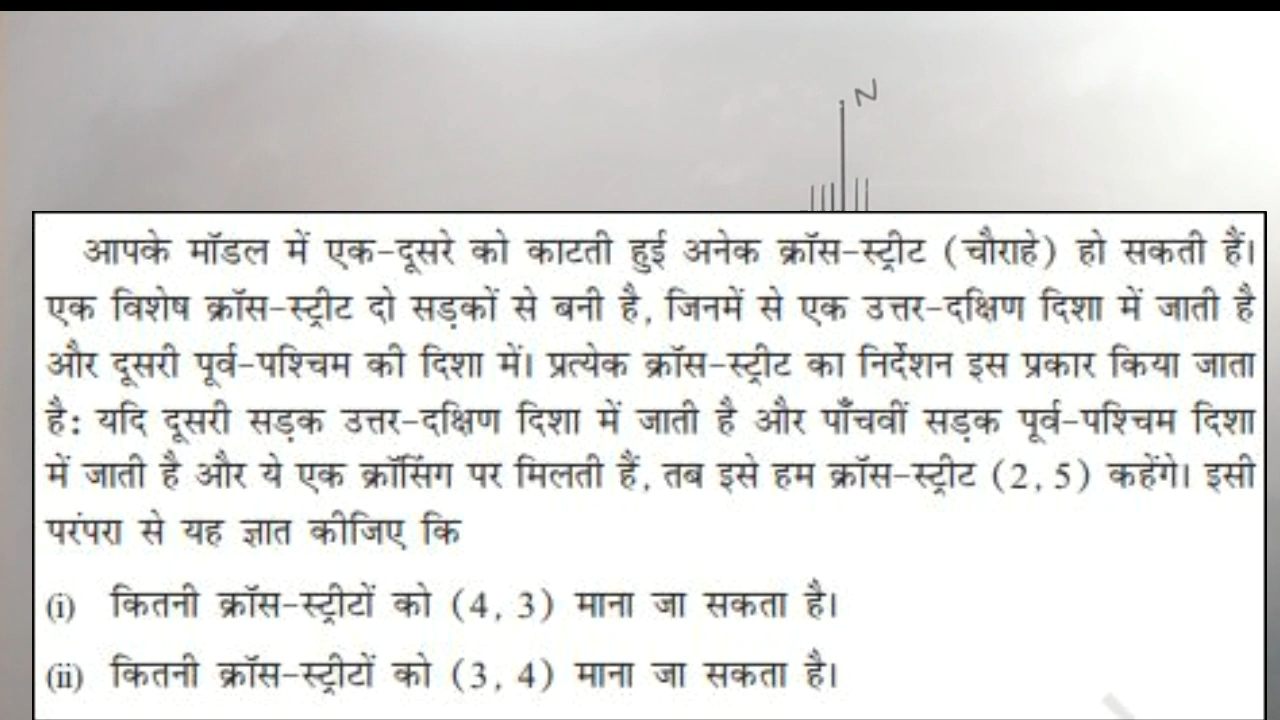 N
आपके मॉडल में एक-दूसरे को काटती हुई अनेक क्रॉस-स्ट्रीट (चौराहे) हो सकती हैं।
एक विशेष क्रॉस-स्ट्रीट दो सड़कों से बनी है, जिनमें से एक उत्तर-दक्षिण दिशा में जाती है
और दूसरी पूर्व-पश्चिम की दिशा में। प्रत्येक क्रॉस-स्ट्रीट का निर्देशन इस प्रकार किया जाता
है: यदि दूसरी सड़क उत्तर-दक्षिण दिशा में जाती है और पाँचवीं सड़क पूर्व-पश्चिम दिशा
में जाती है और ये एक क्रॉसिंग पर मिलती हैं, तब इसे हम क्रॉस-स्ट्रीट (2, 5) कहेंगे। इसी
परंपरा से यह ज्ञात कीजिए कि
(i) कितनी क्रॉस-स्ट्रीटों को (4, 3) माना जा सकता है।
(ii) कितनी क्रॉस-स्ट्रीटों को (3, 4) माना जा सकता है।